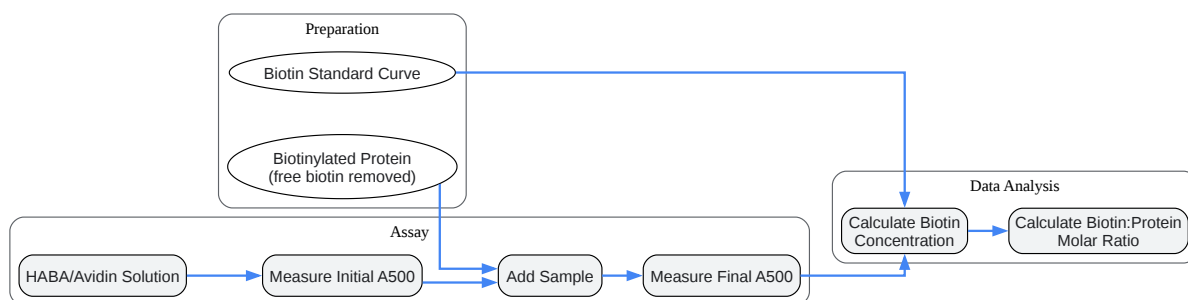 Preparation
Biotin Standard Curve
Biotinylated Protein
(free biotin removed)
Data Analysis
Calculate Biotin
Concentration
Calculate Biotin:Protein
Molar Ratio
Assay
HABA/Avidin Solution
Measure Initial A500
Add Sample
Measure Final A500